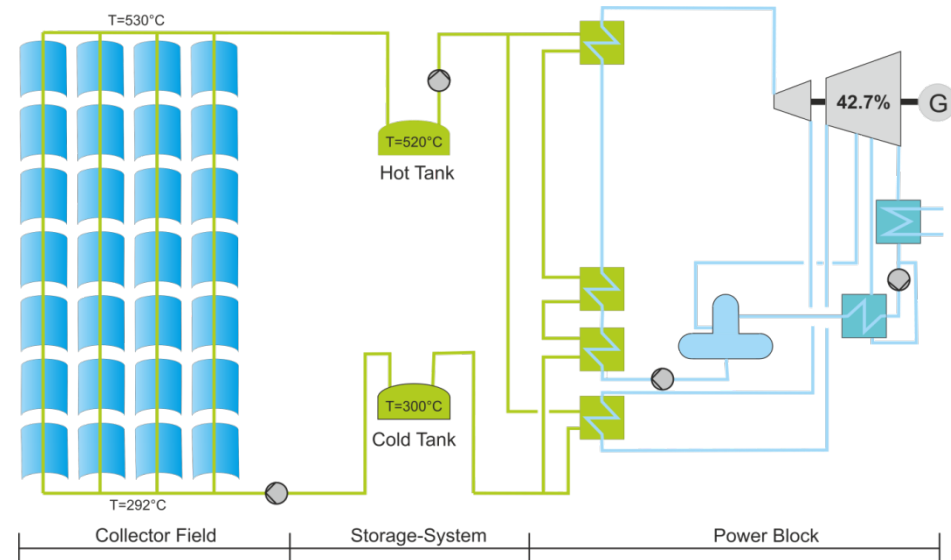 T=530°C
T=520°C
Hot Tank
42.7%
G
T=300°C
Cold Tank
T=292°C
Collector Field
Storage-System
Power Block